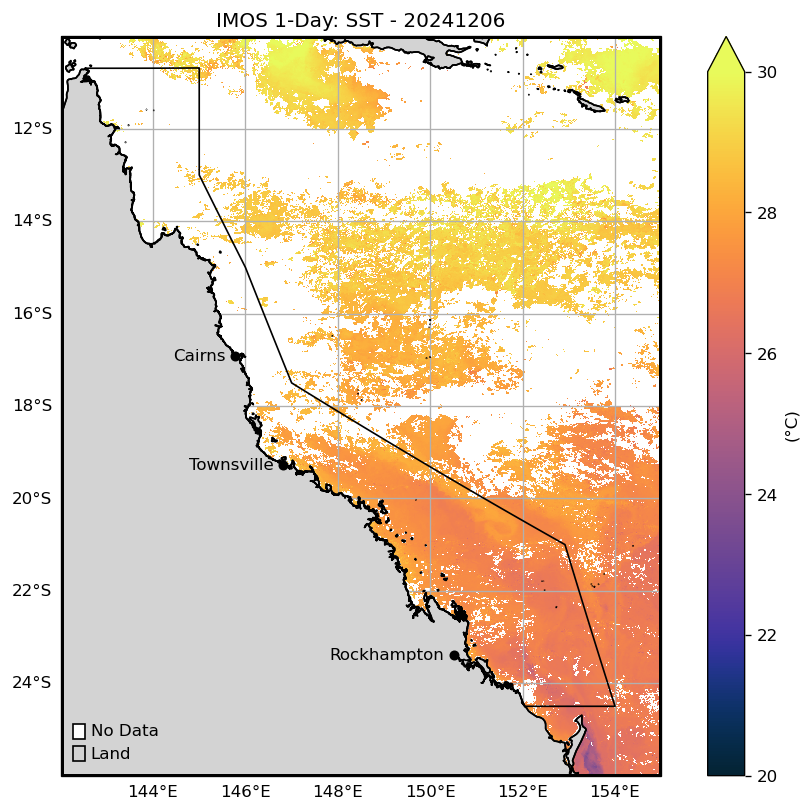 IMOS 1-Day: SST - 20241206
30
12°S
28
14°S
16°S
26
Cairns
18°S
(°C)
Townsville
24
20°S
22°S
22
Rockhampton
24°S
No Data
Land
20
144°E 146°E 148°E 150°E 152°E 154°E